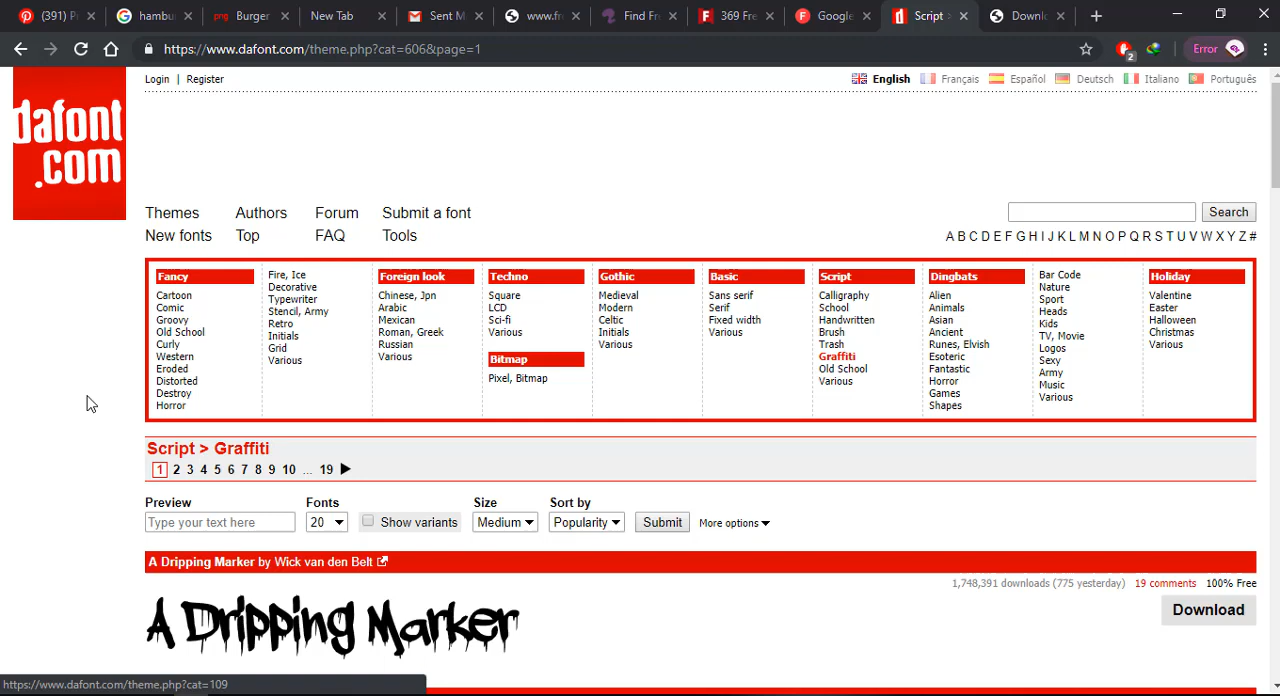 (391) P
hambu
png Burger
New Tab
Sent M
www.fr
Find Fr
369 Fre
Google
Script
Downl
https://www.dafont.com/theme.php?cat=606&page=1
2
Error
dafont
.com
Login | Register
English Français Español Deutsch Italiano Português
Themes Authors Forum Submit a font
New fonts Top FAQ Tools
Search
A B C D E F G H I J K L M N O P Q R S T U V W X Y Z #
Fancy
Cartoon
Comic
Groovy
Old School
Curly
Western
Eroded
Distorted
Destroy
Horror
Fire, Ice
Decorative
Typewriter
Stencil, Army
Retro
Initials
Grid
Various
Foreign look
Chinese, Jpn
Arabic
Mexican
Roman, Greek
Russian
Various
Techno
Square
LCD
Sci-fi
Various
Bitmap
Pixel, Bitmap
Gothic
Medieval
Modern
Celtic
Initials
Various
Basic
Sans serif
Serif
Fixed width
Various
Script
Calligraphy
School
Handwritten
Brush
Trash
Graffiti
Old School
Various
Dingbats
Alien
Animals
Asian
Ancient
Runes, Elvish
Esoteric
Fantastic
Horror
Games
Shapes
Bar Code
Nature
Sport
Heads
Kids
TV, Movie
Logos
Sexy
Army
Music
Various
Holiday
Valentine
Easter
Halloween
Christmas
Various
Script > Graffiti
1 2 3 4 5 6 7 8 9 10 ... 19
Preview Fonts Size Sort by
Type your text here 20 Show variants Medium Popularity Submit More options
A Dripping Marker by Wick van den Belt
1,748,391 downloads (775 yesterday) 19 comments 100% Free
A Dripping Marker
Download
https://www.dafont.com/theme.php?cat=109